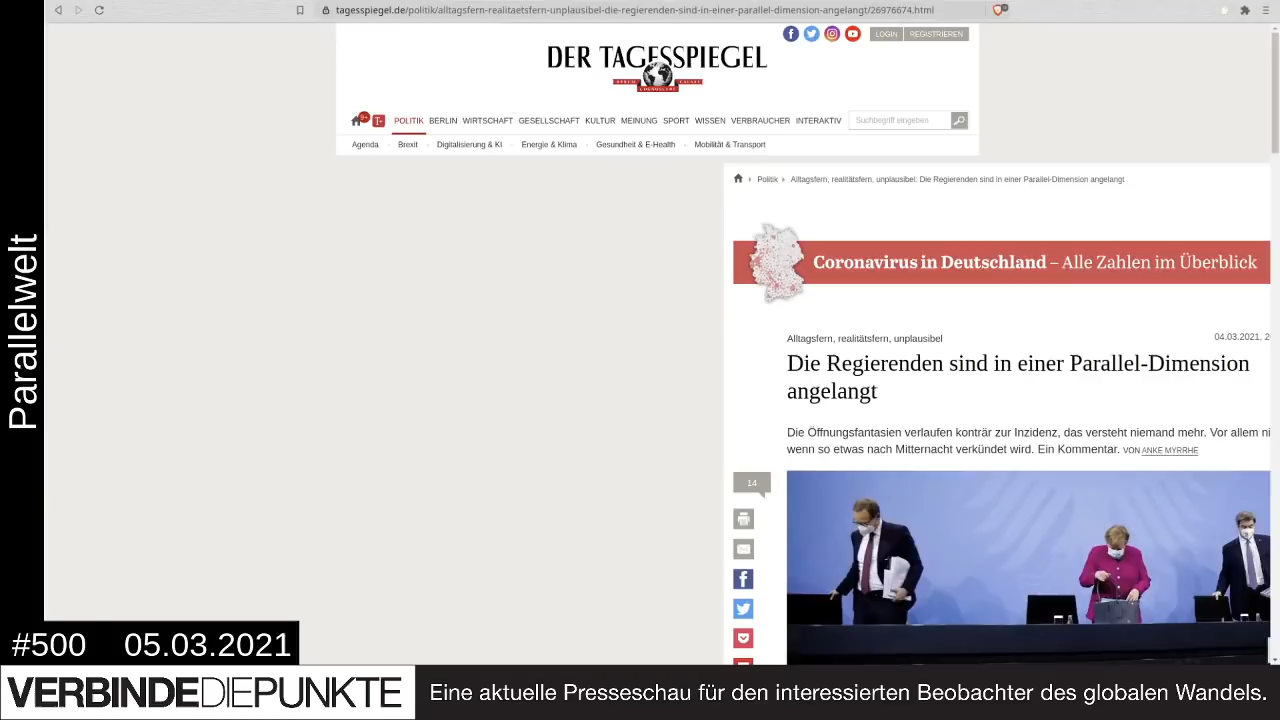 tagesspiegel.de/politik/alltagsfern-realitaetsfern-unplausibel-die-regierenden-sind-in-einer-parallel-dimension-angelangt/26976674.html
LOGIN REGISTRIEREN
DER TAGESSPIEGEL
RERUM CAUSAS
COGNOSCERE
9+ T+ POLITIK BERLIN WIRTSCHAFT GESELLSCHAFT KULTUR MEINUNG SPORT WISSEN VERBRAUCHER INTERAKTIV Suchbegriff eingeben
Agenda Brexit Digitalisierung & KI Energie & Klima Gesundheit & E-Health Mobilität & Transport
Politik Alltagsfern, realitätsfern, unplausibel: Die Regierenden sind in einer Parallel-Dimension angelangt
Coronavirus in Deutschland – Alle Zahlen im Überblick
Alltagsfern, realitätsfern, unplausibel 04.03.2021, 2
Die Regierenden sind in einer Parallel-Dimension
angelangt
Die Öffnungsfantasien verlaufen konträr zur Inzidenz, das versteht niemand mehr. Vor allem ni
wenn so etwas nach Mitternacht verkündet wird. Ein Kommentar. VON ANKE MYRRHE
14
Parallelwelt
#500 05.03.2021
VERBINDEDIEPUNKTE
Eine aktuelle Presseschau für den interessierten Beobachter des globalen Wandels.